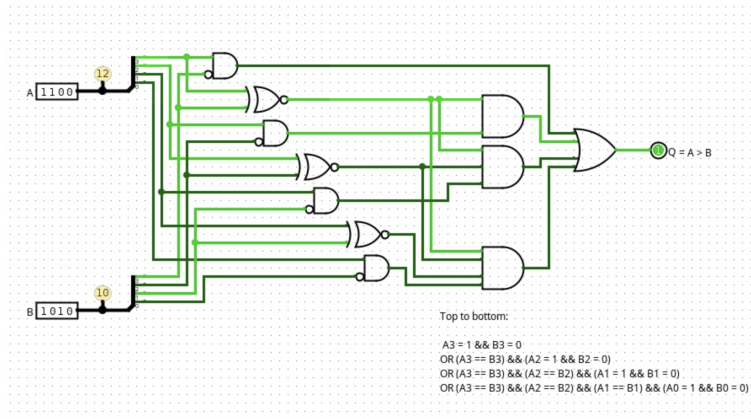 12
A 1100
Q = A > B
10
B 1010
Top to bottom:
A3 = 1 && B3 = 0
OR (A3 == B3) && (A2 = 1 && B2 = 0)
OR (A3 == B3) && (A2 == B2) && (A1 = 1 && B1 = 0)
OR (A3 == B3) && (A2 == B2) && (A1 == B1) && (A0 = 1 && B0 = 0)